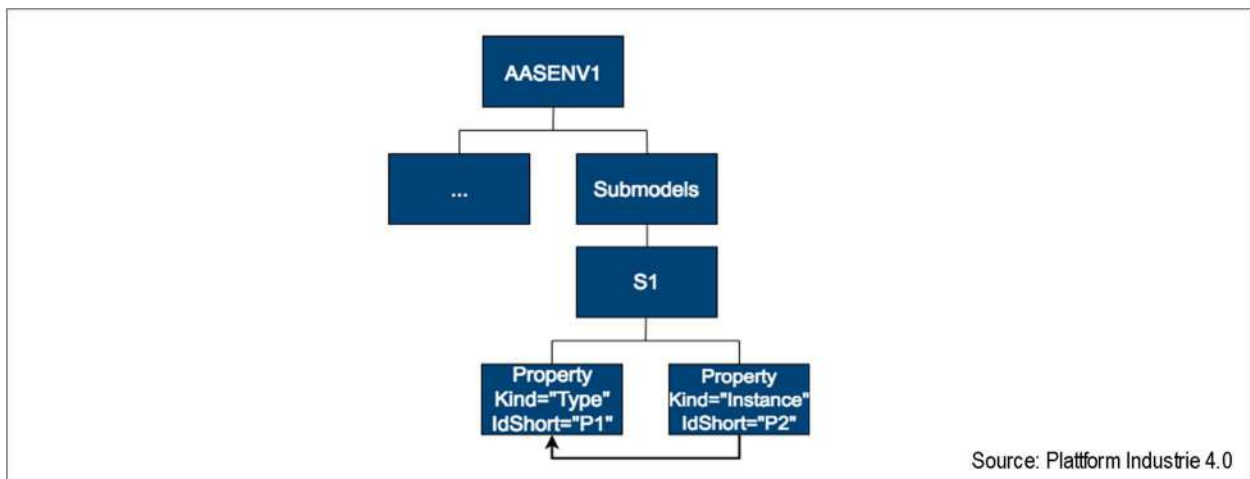 AASENV1
...
Submodels
S1
Property
Kind="Type"
IdShort="P1"
Property
Kind="Instance"
IdShort="P2"
Source: Plattform Industrie 4.0